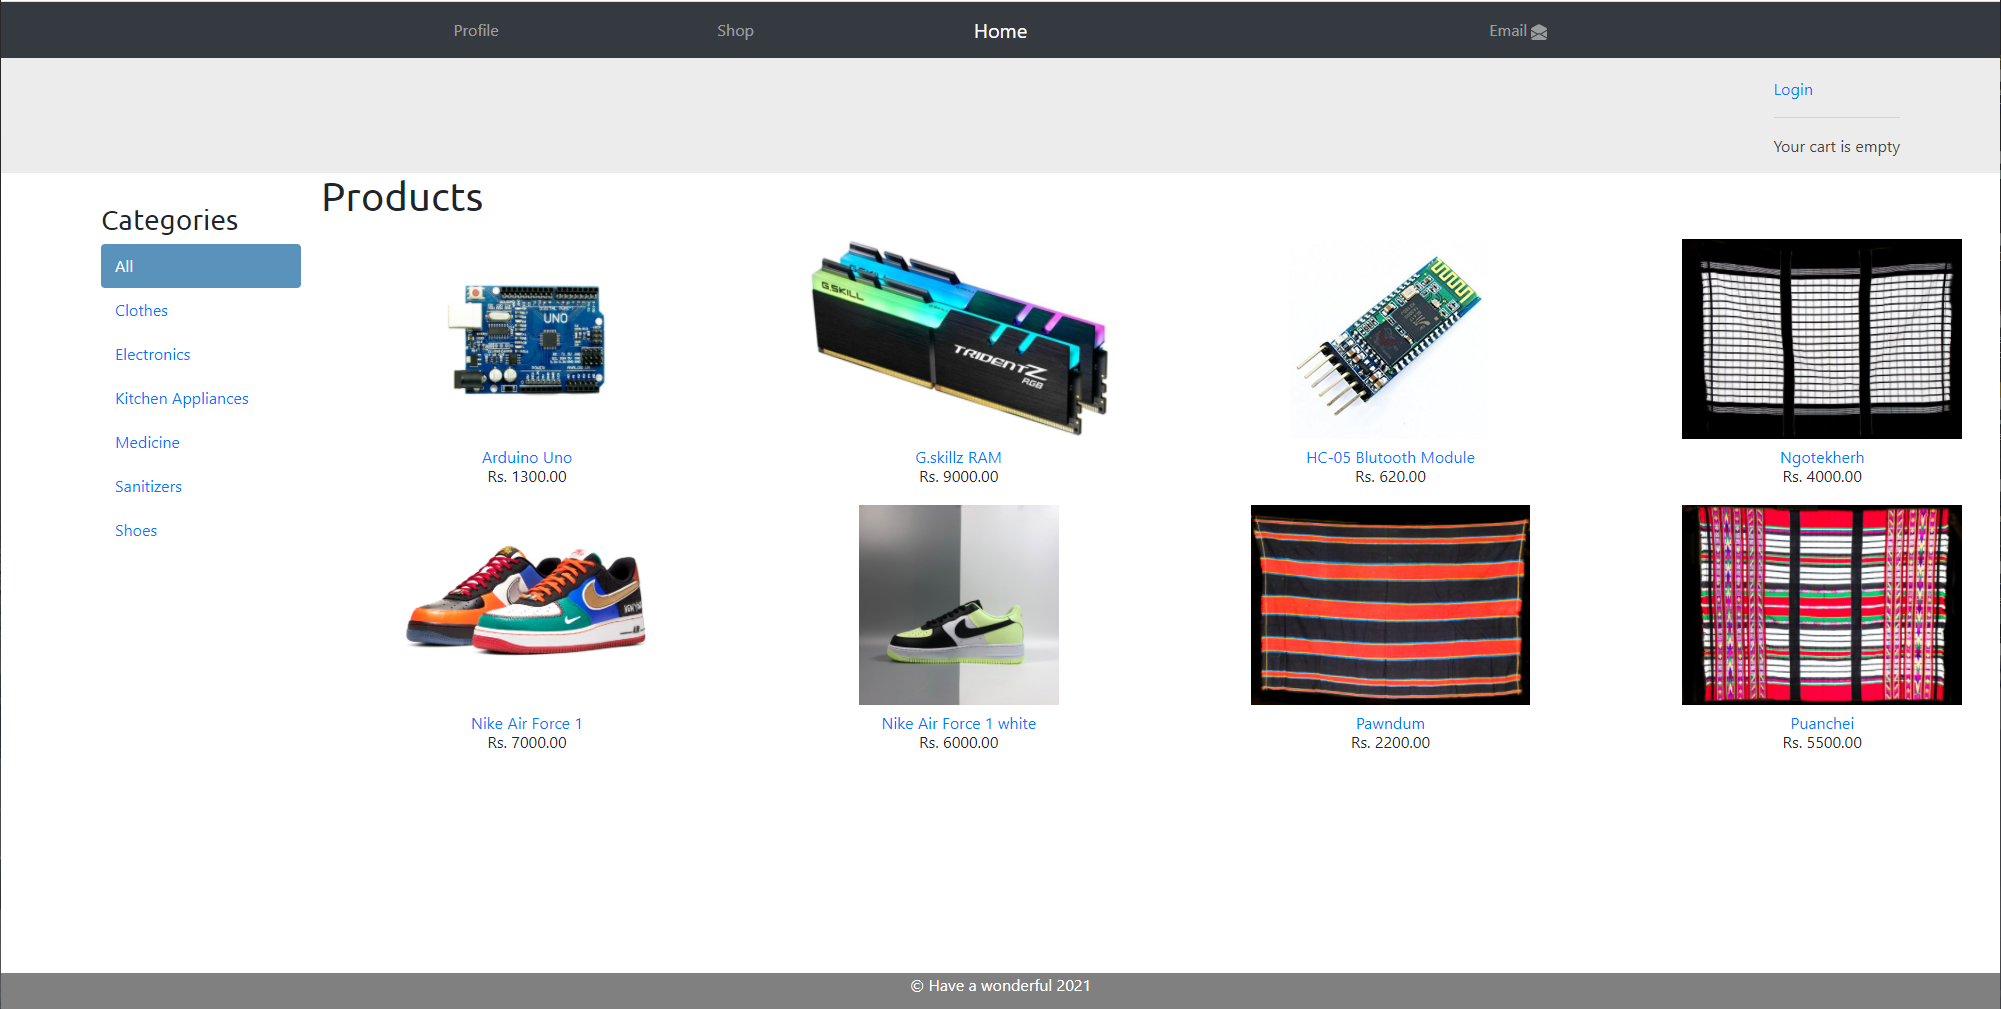 Profile
Shop
Home
Email
Login
Your cart is empty
Products
Categories
All
Clothes
Electronics
Kitchen Appliances
Medicine
Sanitizers
Shoes
UNO
G.SKILL
TRIDENTZ
RGB
Arduino Uno
Rs. 1300.00
G.skillz RAM
Rs. 9000.00
HC-05 Blutooth Module
Rs. 620.00
Ngotekherh
Rs. 4000.00
Nike Air Force 1
Rs. 7000.00
Nike Air Force 1 white
Rs. 6000.00
Pawndum
Rs. 2200.00
Puanchei
Rs. 5500.00
© Have a wonderful 2021